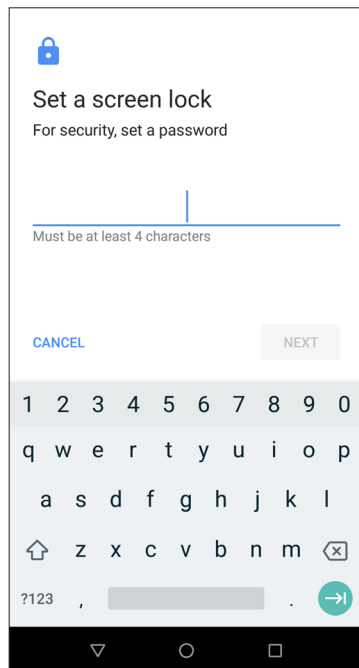 Set a screen lock
For security, set a password
Must be at least 4 characters
CANCEL NEXT
1 2 3 4 5 6 7 8 9 0
q w e r t y u i o p
a s d f g h j k l
z x c v b n m
?123 , .